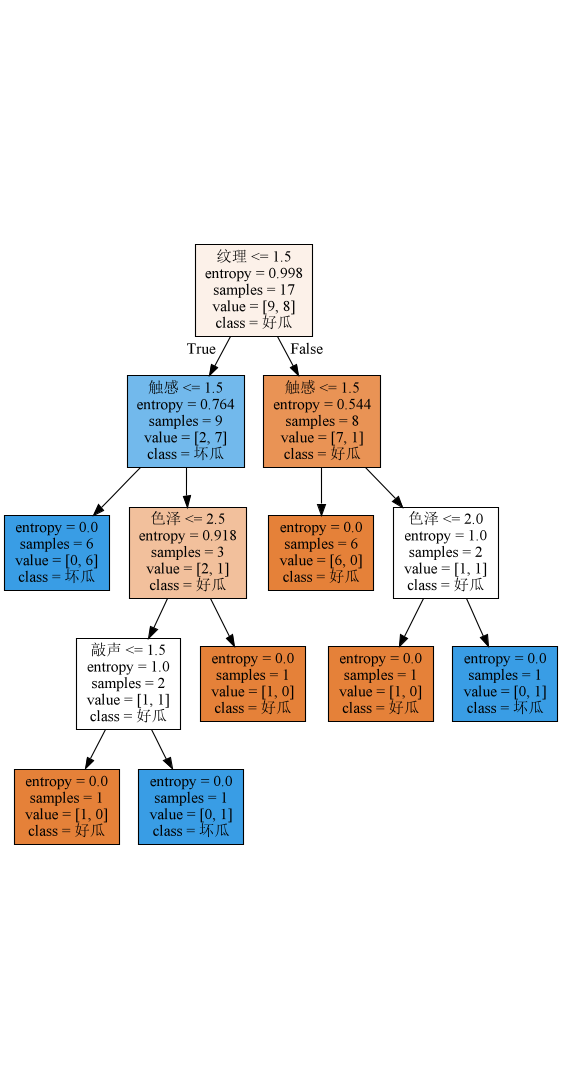 纹理 <= 1.5
entropy = 0.998
samples = 17
value = [9, 8]
class = 好瓜
True
False
触感 <= 1.5
entropy = 0.764
samples = 9
value = [2, 7]
class = 坏瓜
触感 <= 1.5
entropy = 0.544
samples = 8
value = [7, 1]
class = 好瓜
entropy = 0.0
samples = 6
value = [0, 6]
class = 坏瓜
色泽 <= 2.5
entropy = 0.918
samples = 3
value = [2, 1]
class = 好瓜
entropy = 0.0
samples = 6
value = [6, 0]
class = 好瓜
色泽 <= 2.0
entropy = 1.0
samples = 2
value = [1, 1]
class = 好瓜
敲声 <= 1.5
entropy = 1.0
samples = 2
value = [1, 1]
class = 好瓜
entropy = 0.0
samples = 1
value = [1, 0]
class = 好瓜
entropy = 0.0
samples = 1
value = [1, 0]
class = 好瓜
entropy = 0.0
samples = 1
value = [0, 1]
class = 坏瓜
entropy = 0.0
samples = 1
value = [1, 0]
class = 好瓜
entropy = 0.0
samples = 1
value = [0, 1]
class = 坏瓜